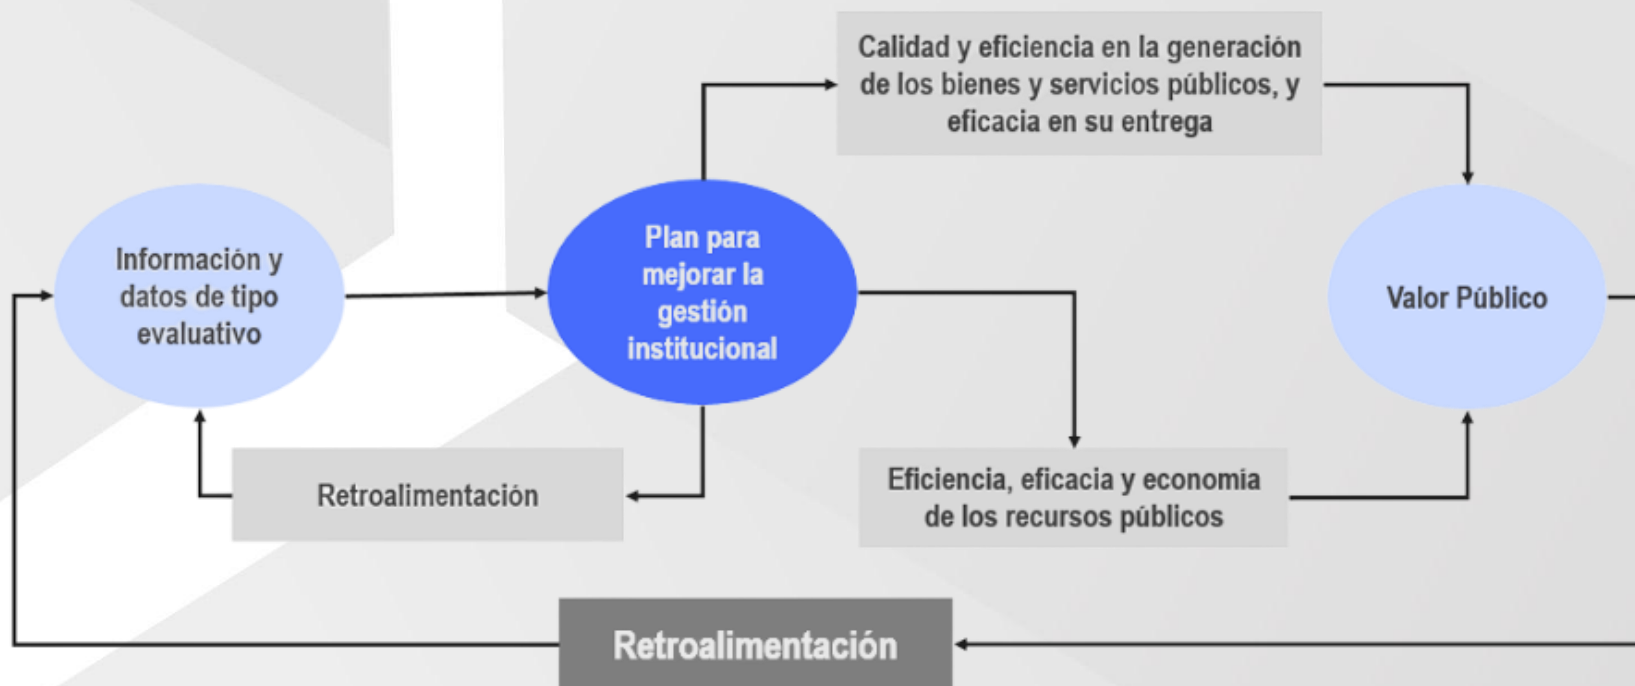 Calidad y eficiencia en la generación
de los bienes y servicios públicos, y
eficacia en su entrega
Información y
datos de tipo
evaluativo
Plan para
mejorar la
gestión
institucional
Valor Público
Retroalimentación
Eficiencia, eficacia y economía
de los recursos públicos
Retroalimentación